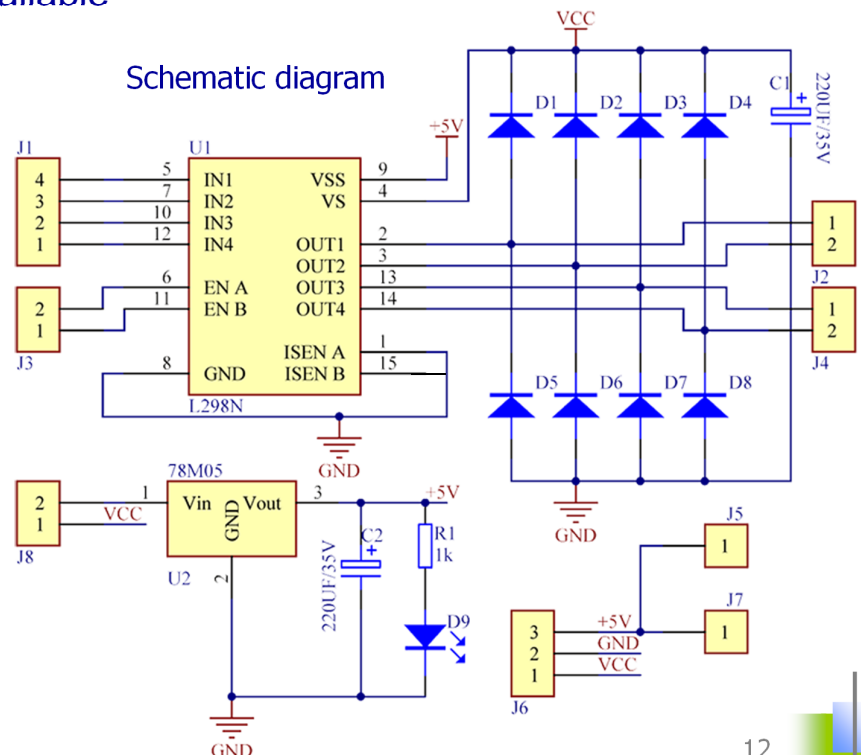 Schematic diagram
VCC
D1 D2 D3 D4
C1
+
220UF/35V
+5V
J1
4
3
2
1
U1
5 IN1
7 IN2
10 IN3
12 IN4
6 EN A
11 EN B
8 GND
VSS 9
VS 4
OUT1 2
OUT2 3
OUT3 13
OUT4 14
ISEN A 1
ISEN B 15
L298N
GND
2
1
J3
1
2
J2
1
2
J4
D5 D6 D7 D8
GND
78M05
2
1
J8
VCC
1 Vin
GND
Vout 3
2
U2
+5V
C2
+
220UF/35V
R1
1k
D9
GND
J5
1
J7
1
3 +5V
2 GND
1 VCC
J6
12